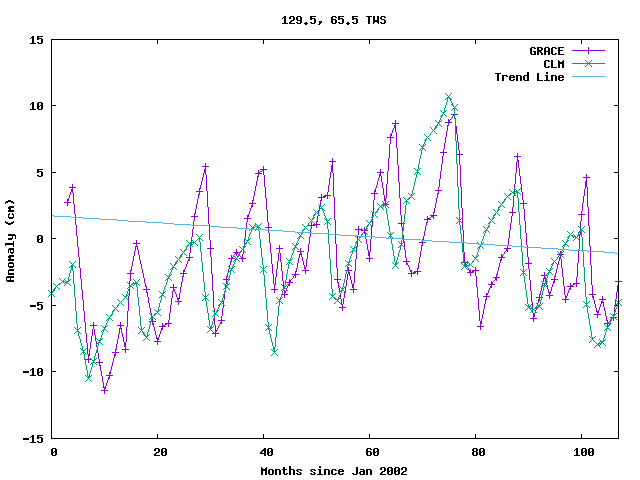 129.5, 65.5 TWS
GRACE
CLM
Trend Line
15
10
5
0
-5
-10
-15
Anomaly (cm)
0 20 40 60 80 100
Months since Jan 2002